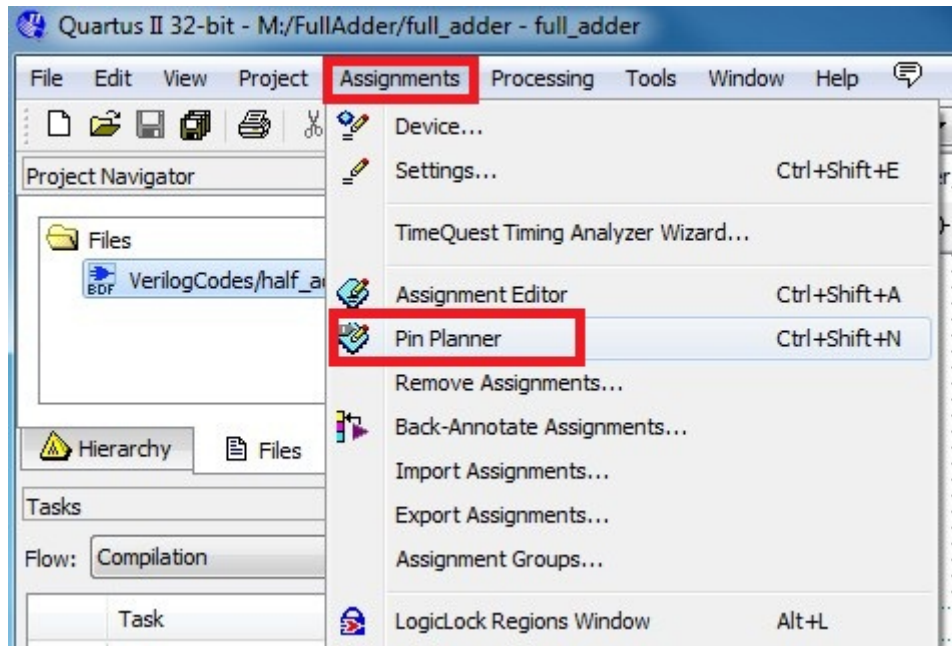 Quartus II 32-bit - M:/FullAdder/full_adder - full_adder
File Edit View Project Assignments Processing Tools Window Help
Device...
Project Navigator
Settings... Ctrl+Shift+E
Files
TimeQuest Timing Analyzer Wizard...
BDF VerilogCodes/half_a
Assignment Editor Ctrl+Shift+A
Pin Planner Ctrl+Shift+N
Remove Assignments...
Hierarchy Files
Back-Annotate Assignments...
Import Assignments...
Tasks
Export Assignments...
Flow: Compilation
Assignment Groups...
Task
LogicLock Regions Window Alt+L